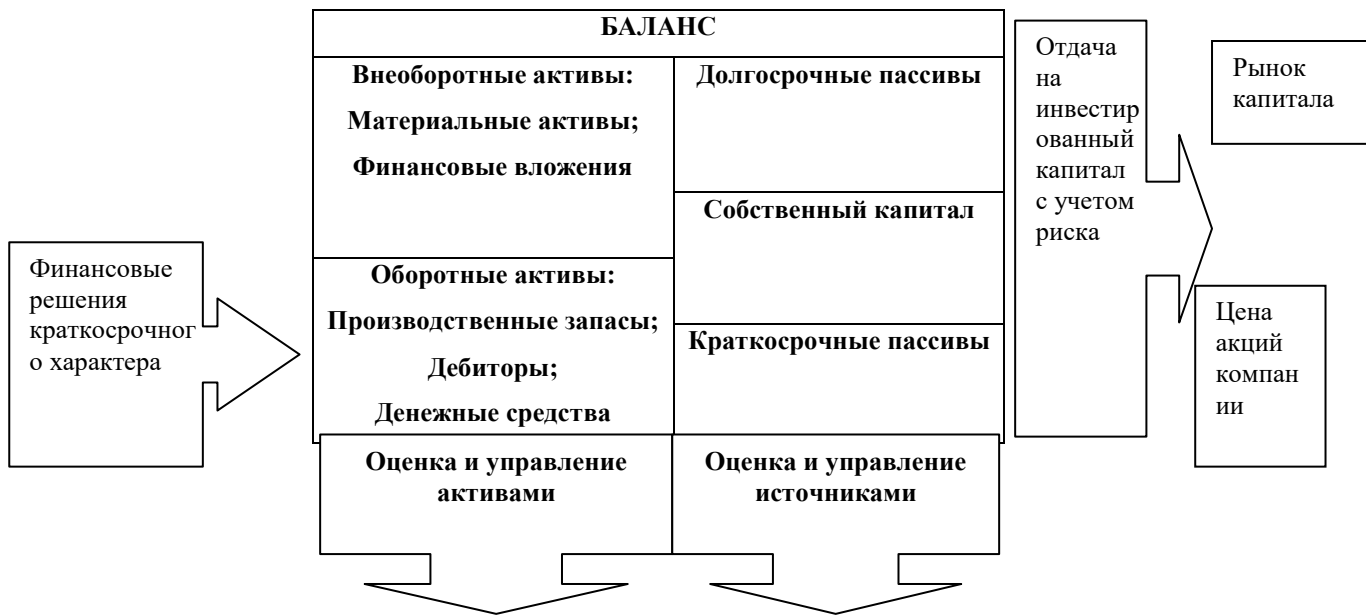 БАЛАНС
Внеоборотные активы:
Материальные активы;
Финансовые вложения
Долгосрочные пассивы
Собственный капитал
Оборотные активы:
Производственные запасы;
Дебиторы;
Денежные средства
Краткосрочные пассивы
Финансовые
решения
краткосрочног
о характера
Отдача
на
инвестир
ованный
капитал
с учетом
риска
Рынок
капитала
Цена
акций
компан
ии
Оценка и управление
активами
Оценка и управление
источниками